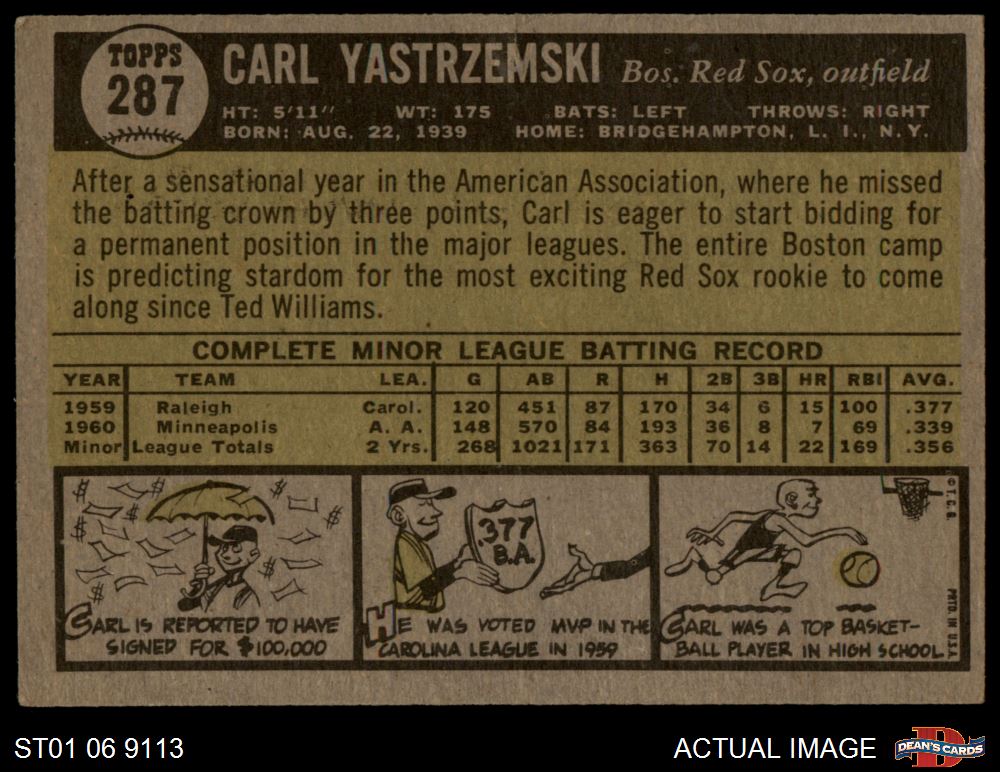 TOPPS
287
CARL YASTRZEMSKI Bos. Red Sox, outfield
HT: 5'11" WT: 175 BATS: LEFT THROWS: RIGHT
BORN: AUG. 22, 1939 HOME: BRIDGEHAMPTON, L. I., N.Y.
After a sensational year in the American Association, where he missed
the batting crown by three points, Carl is eager to start bidding for
a permanent position in the major leagues. The entire Boston camp
is predicting stardom for the most exciting Red Sox rookie to come
along since Ted Williams.
COMPLETE MINOR LEAGUE BATTING RECORD
YEAR TEAM LEA. G AB R H 2B 3B HR RBI AVG.
1959 Raleigh Carol. 120 451 87 170 34 6 15 100 .377
1960 Minneapolis A. A. 148 570 84 193 36 8 7 69 .339
Minor League Totals 2 Yrs. 268 1021 171 363 70 14 22 169 .356
$ $ $ $ $ $
CARL IS REPORTED TO HAVE
SIGNED FOR $100,000
.377
B.A.
HE WAS VOTED MVP IN THE
CAROLINA LEAGUE IN 1959
CARL WAS A TOP BASKET-
BALL PLAYER IN HIGH SCHOOL.
© T.C.G.
PRTD. IN U.S.A.
ST01 06 9113
ACTUAL IMAGE
D
DEAN'S CARDS